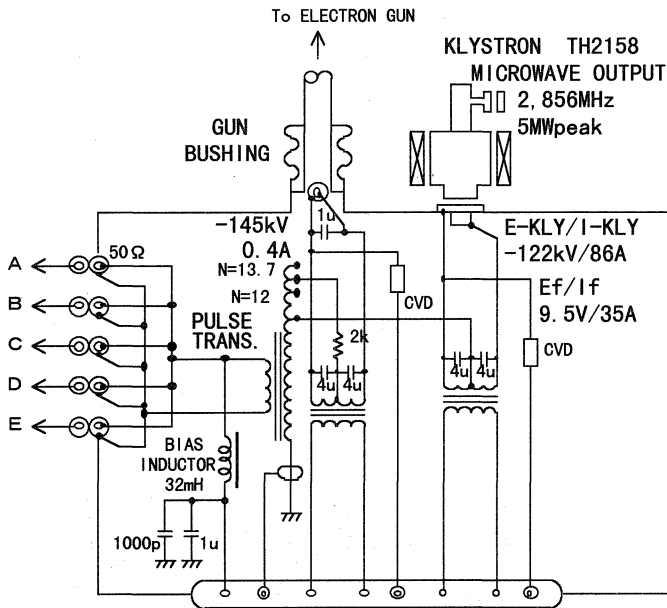 To ELECTRON GUN
KLYSTRON TH2158
MICROWAVE OUTPUT
2,856MHz
5MWpeak
GUN
BUSHING
1u
-145kV
0.4A
E-KLY/I-KLY
-122kV/86A
Ef/If
9.5V/35A
50Ω
A
B
C
D
E
N=13.7
N=12
CVD
CVD
PULSE
TRANS.
2k
4u
4u
4u
4u
BIAS
INDUCTOR
32mH
1000p
1u